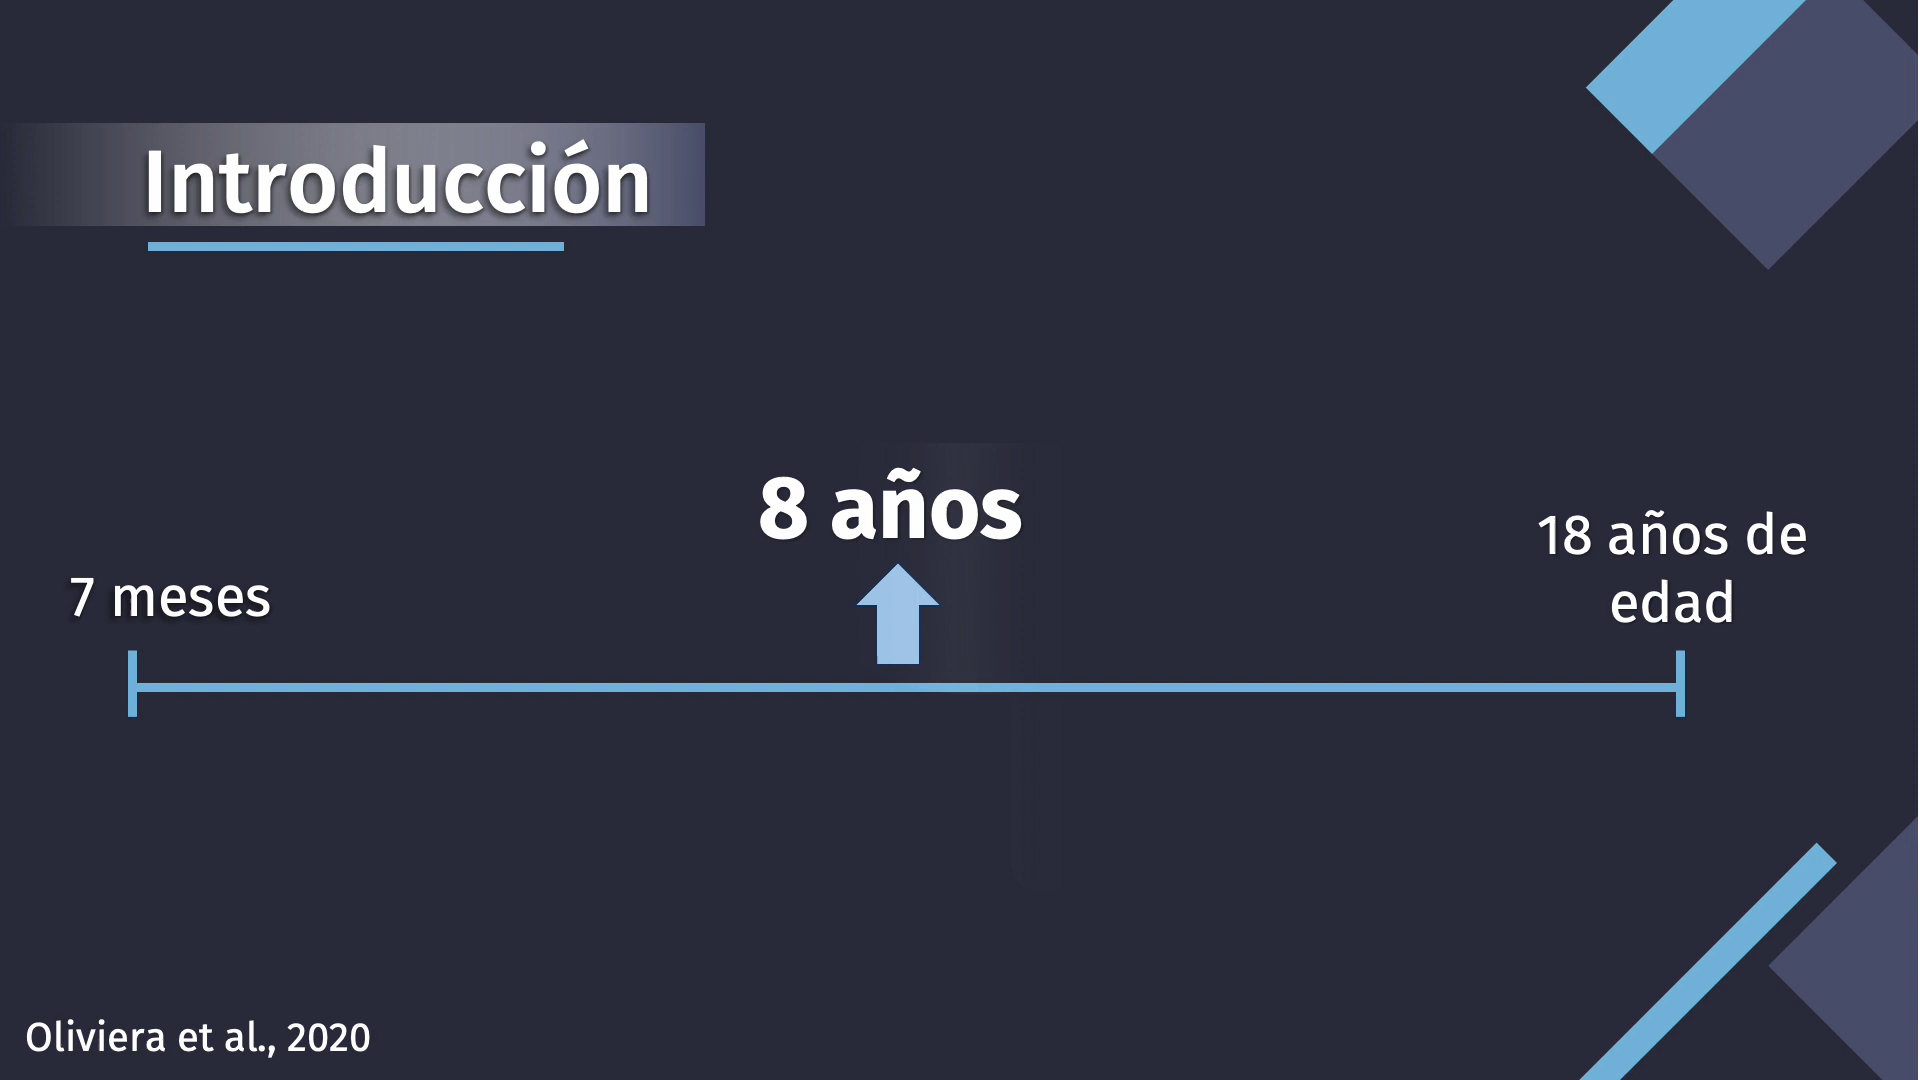 Introducción
8 años
7 meses
18 años de
edad
Oliviera et al., 2020